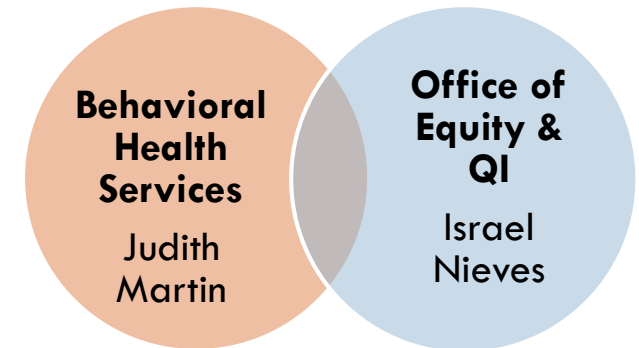 Behavioral
Health
Services
Judith
Martin
Office of
Equity &
QI
Israel
Nieves